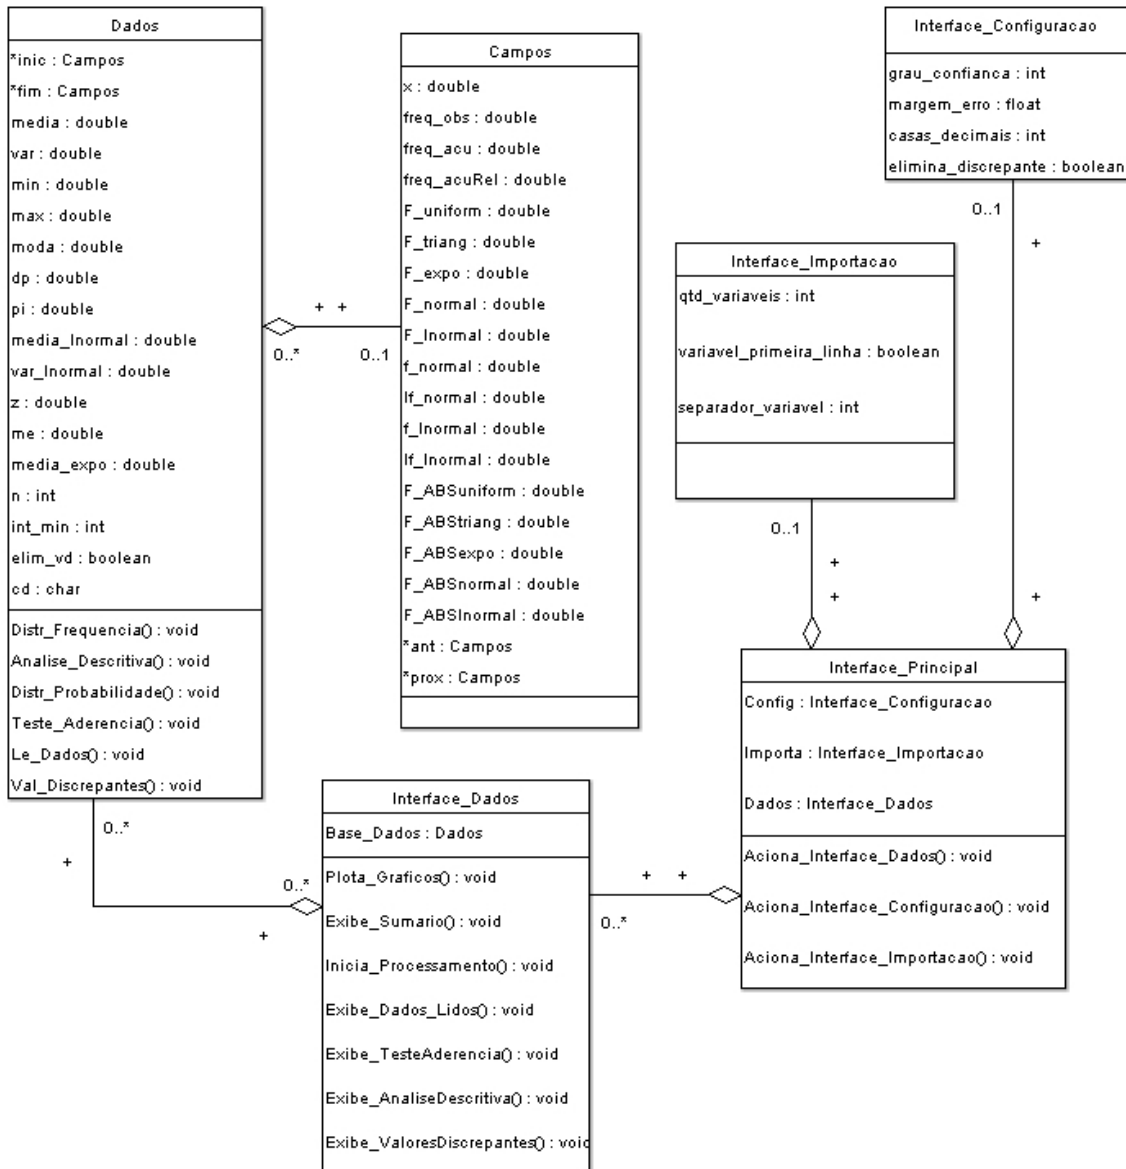 Dados
*inic : Campos
*fim : Campos
media : double
var : double
min : double
max : double
moda : double
dp : double
pi : double
media_lnormal : double
var_lnormal : double
z : double
me : double
media_expo : double
n : int
int_min : int
elim_vd : boolean
cd : char
Distr_Frequencia() : void
Analise_Descritiva() : void
Distr_Probabilidade() : void
Teste_Aderencia() : void
Le_Dados() : void
Val_Discrepantes() : void
+ +
0..*
0..1
Campos
x : double
freq_obs : double
freq_acu : double
freq_acuRel : double
F_uniform : double
F_triang : double
F_expo : double
F_normal : double
F_lnormal : double
f_normal : double
lf_normal : double
f_lnormal : double
lf_lnormal : double
F_ABSuniform : double
F_ABStriang : double
F_ABSexpo : double
F_ABSnormal : double
F_ABSlnormal : double
*ant : Campos
*prox : Campos
Interface_Configuracao
grau_confianca : int
margem_erro : float
casas_decimais : int
elimina_discrepante : boolean
0..1
+
Interface_Importacao
qtd_variaveis : int
variavel_primeira_linha : boolean
separador_variavel : int
0..1
+
+
+
Interface_Principal
Config : Interface_Configuracao
Importa : Interface_Importacao
Dados : Interface_Dados
Aciona_Interface_Dados() : void
Aciona_Interface_Configuracao() : void
Aciona_Interface_Importacao() : void
0..*
+
0..*
+
Interface_Dados
Base_Dados : Dados
Plota_Graficos() : void
Exibe_Sumario() : void
Inicia_Processamento() : void
Exibe_Dados_Lidos() : void
Exibe_TesteAderencia() : void
Exibe_AnaliseDescritiva() : void
Exibe_ValoresDiscrepantes() : void
+ +
0..*